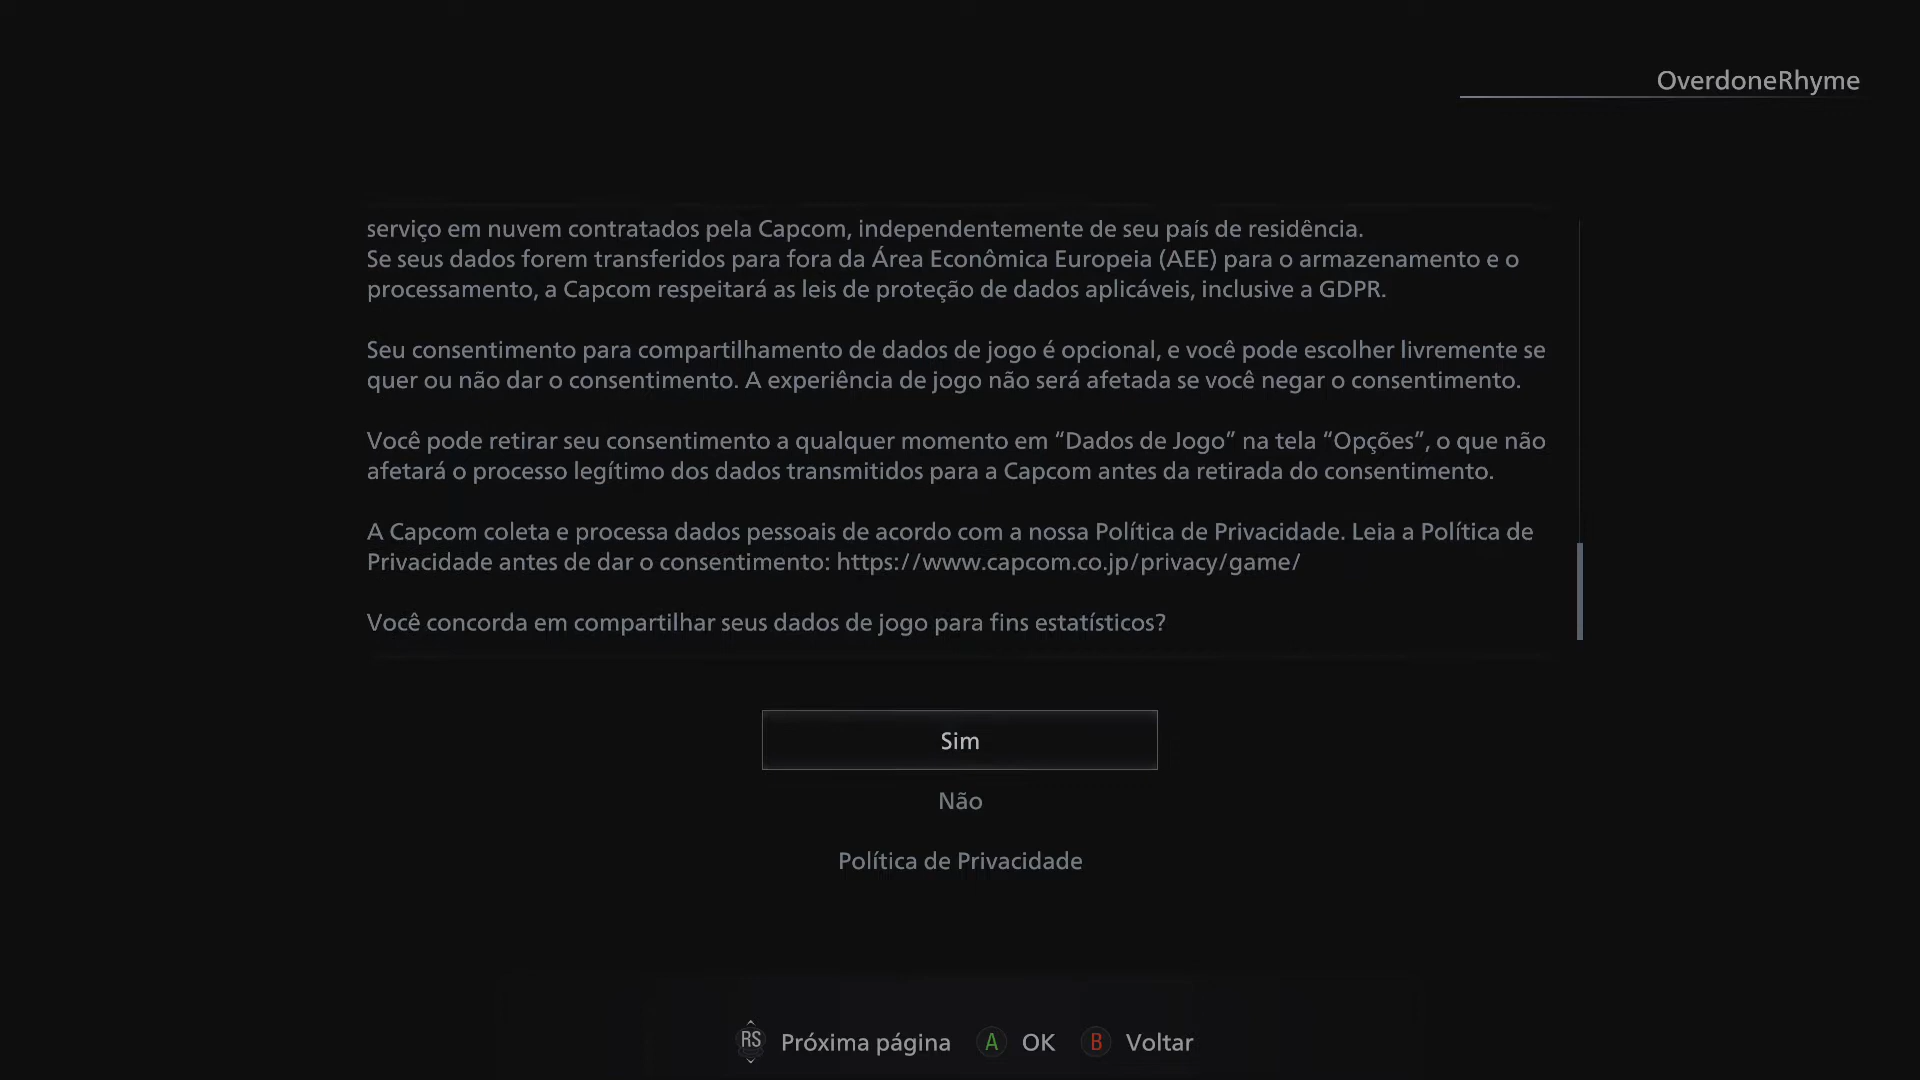 OverdoneRhyme
serviço em nuvem contratados pela Capcom, independentemente de seu país de residência.
Se seus dados forem transferidos para fora da Área Econômica Europeia (AEE) para o armazenamento e o
processamento, a Capcom respeitará as leis de proteção de dados aplicáveis, inclusive a GDPR.
Seu consentimento para compartilhamento de dados de jogo é opcional, e você pode escolher livremente se
quer ou não dar o consentimento. A experiência de jogo não será afetada se você negar o consentimento.
Você pode retirar seu consentimento a qualquer momento em “Dados de Jogo” na tela “Opções”, o que não
afetará o processo legítimo dos dados transmitidos para a Capcom antes da retirada do consentimento.
A Capcom coleta e processa dados pessoais de acordo com a nossa Política de Privacidade. Leia a Política de
Privacidade antes de dar o consentimento: https://www.capcom.co.jp/privacy/game/
Você concorda em compartilhar seus dados de jogo para fins estatísticos?
Sim
Não
Política de Privacidade
RS Próxima página A OK B Voltar